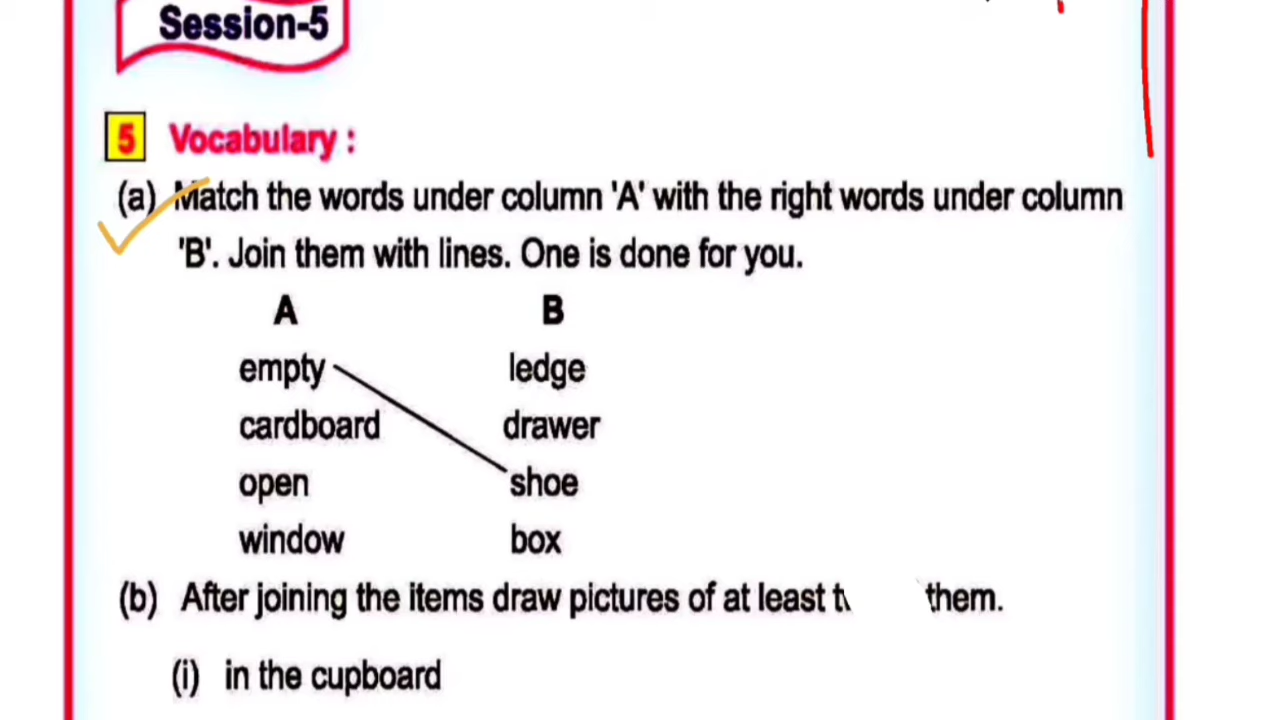 Session-5
5 Vocabulary :
(a) Match the words under column 'A' with the right words under column
'B'. Join them with lines. One is done for you.
A B
empty ledge
cardboard drawer
open shoe
window box
(b) After joining the items draw pictures of at least them.
(i) in the cupboard